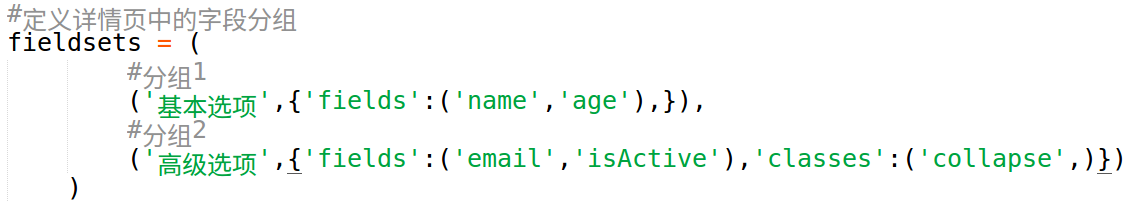 #定义详情页中的字段分组
fieldsets = (
#分组1
('基本选项',{'fields':('name','age'),}),
#分组2
('高级选项',{'fields':('email','isActive'),'classes':('collapse',)})
)